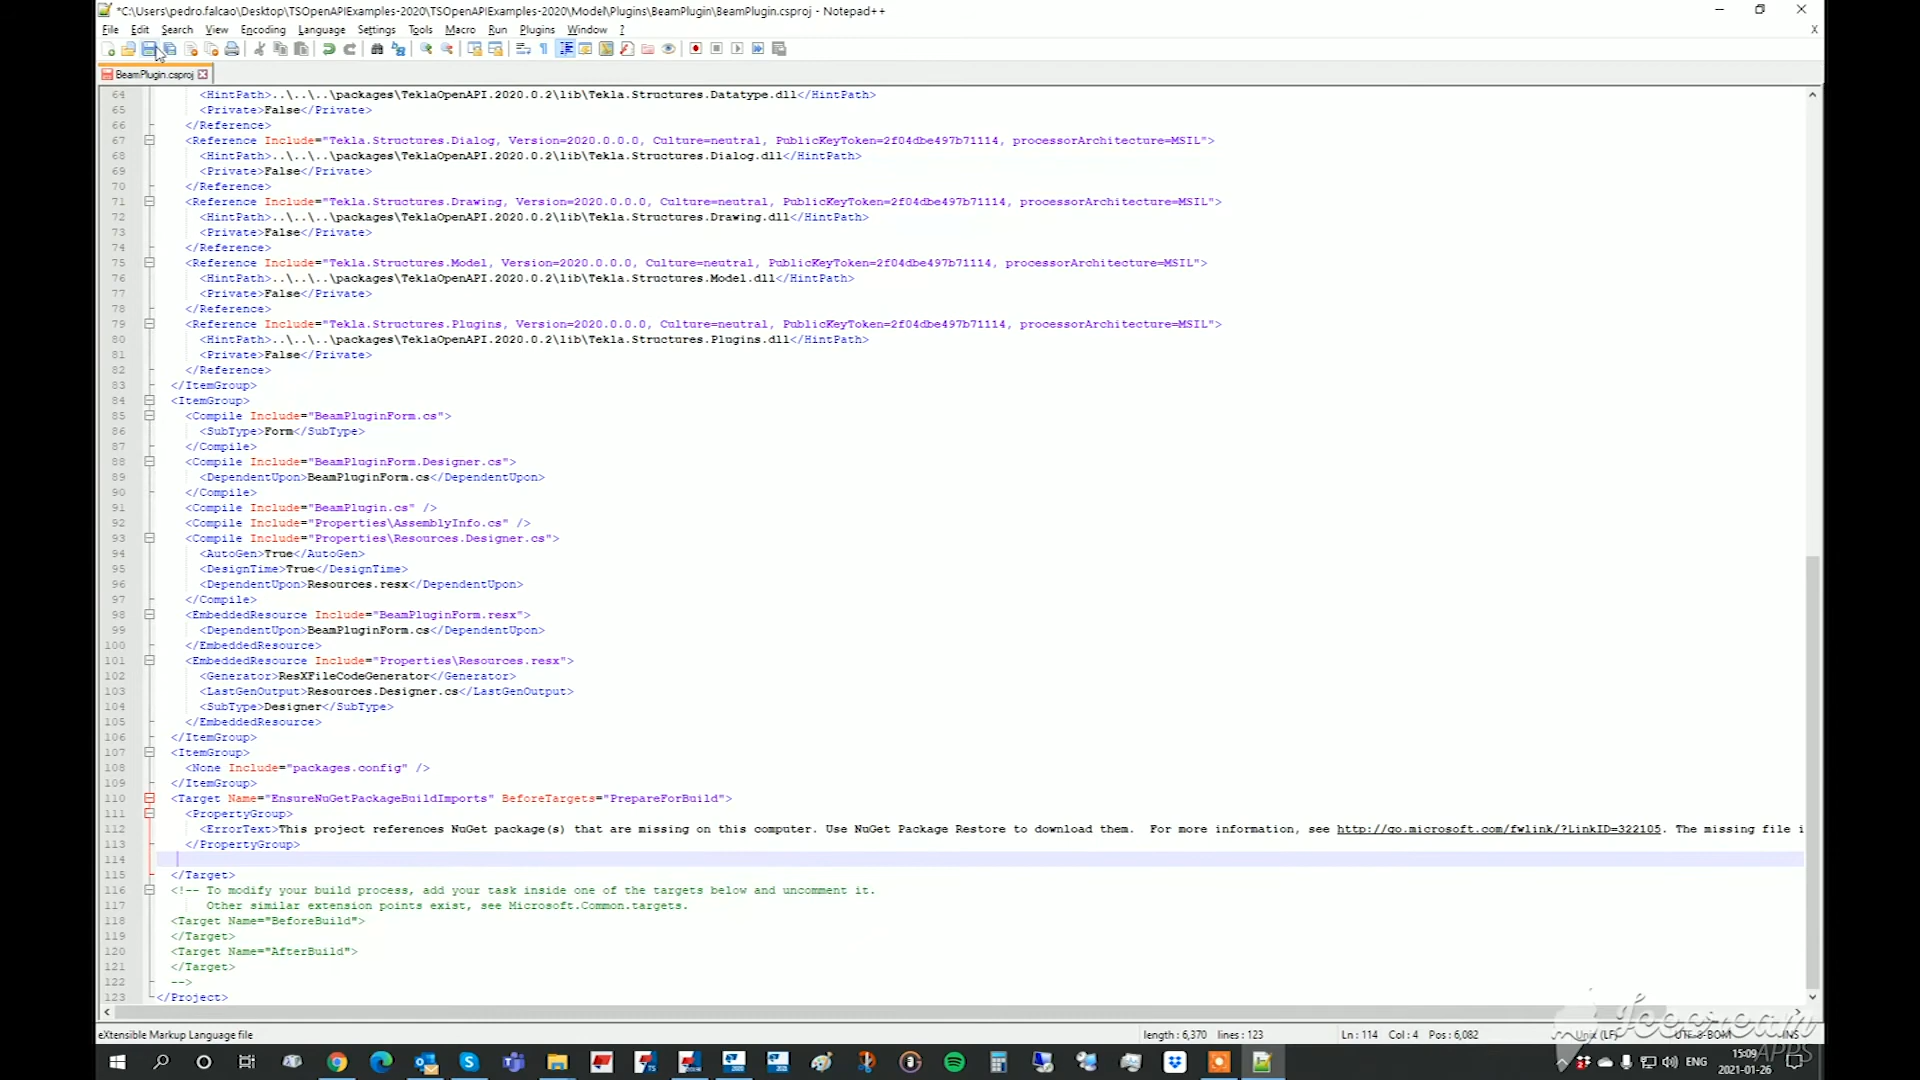 *C:\Users\pedro.falcao\Desktop\TSOpenAPIExamples-2020\TSOpenAPIExamples-2020\Model\Plugins\BeamPlugin\BeamPlugin.csproj - Notepad++
File Edit Search View Encoding Language Settings Tools Macro Run Plugins Window ? X
BeamPlugin.csproj
64 <HintPath>..\..\..\packages\TeklaOpenAPI.2020.0.2\lib\Tekla.Structures.Datatype.dll</HintPath>
65 <Private>False</Private>
66 </Reference>
67 <Reference Include="Tekla.Structures.Dialog, Version=2020.0.0.0, Culture=neutral, PublicKeyToken=2f04dbe497b71114, processorArchitecture=MSIL">
68 <HintPath>..\..\..\packages\TeklaOpenAPI.2020.0.2\lib\Tekla.Structures.Dialog.dll</HintPath>
69 <Private>False</Private>
70 </Reference>
71 <Reference Include="Tekla.Structures.Drawing, Version=2020.0.0.0, Culture=neutral, PublicKeyToken=2f04dbe497b71114, processorArchitecture=MSIL">
72 <HintPath>..\..\..\packages\TeklaOpenAPI.2020.0.2\lib\Tekla.Structures.Drawing.dll</HintPath>
73 <Private>False</Private>
74 </Reference>
75 <Reference Include="Tekla.Structures.Model, Version=2020.0.0.0, Culture=neutral, PublicKeyToken=2f04dbe497b71114, processorArchitecture=MSIL">
76 <HintPath>..\..\..\packages\TeklaOpenAPI.2020.0.2\lib\Tekla.Structures.Model.dll</HintPath>
77 <Private>False</Private>
78 </Reference>
79 <Reference Include="Tekla.Structures.Plugins, Version=2020.0.0.0, Culture=neutral, PublicKeyToken=2f04dbe497b71114, processorArchitecture=MSIL">
80 <HintPath>..\..\..\packages\TeklaOpenAPI.2020.0.2\lib\Tekla.Structures.Plugins.dll</HintPath>
81 <Private>False</Private>
82 </Reference>
83 </ItemGroup>
84 <ItemGroup>
85 <Compile Include="BeamPluginForm.cs">
86 <SubType>Form</SubType>
87 </Compile>
88 <Compile Include="BeamPluginForm.Designer.cs">
89 <DependentUpon>BeamPluginForm.cs</DependentUpon>
90 </Compile>
91 <Compile Include="BeamPlugin.cs" />
92 <Compile Include="Properties\AssemblyInfo.cs" />
93 <Compile Include="Properties\Resources.Designer.cs">
94 <AutoGen>True</AutoGen>
95 <DesignTime>True</DesignTime>
96 <DependentUpon>Resources.resx</DependentUpon>
97 </Compile>
98 <EmbeddedResource Include="BeamPluginForm.resx">
99 <DependentUpon>BeamPluginForm.cs</DependentUpon>
100 </EmbeddedResource>
101 <EmbeddedResource Include="Properties\Resources.resx">
102 <Generator>ResXFileCodeGenerator</Generator>
103 <LastGenOutput>Resources.Designer.cs</LastGenOutput>
104 <SubType>Designer</SubType>
105 </EmbeddedResource>
106 </ItemGroup>
107 <ItemGroup>
108 <None Include="packages.config" />
109 </ItemGroup>
110 <Target Name="EnsureNuGetPackageBuildImports" BeforeTargets="PrepareForBuild">
111 <PropertyGroup>
112 <ErrorText>This project references NuGet package(s) that are missing on this computer. Use NuGet Package Restore to download them.  For more information, see http://go.microsoft.com/fwlink/?LinkID=322105. The missing file i
113 </PropertyGroup>
114
115 </Target>
116 <!-- To modify your build process, add your task inside one of the targets below and uncomment it.
117 Other similar extension points exist, see Microsoft.Common.targets.
118 <Target Name="BeforeBuild">
119 </Target>
120 <Target Name="AfterBuild">
121 </Target>
122 -->
123 </Project>
eXtensible Markup Language file length : 6,370 lines : 123 Ln : 114 Col : 4 Pos : 6,082 Unix (LF) UTF-8-BOM INS
Icecream
APPS
ENG 15:09
2021-01-26